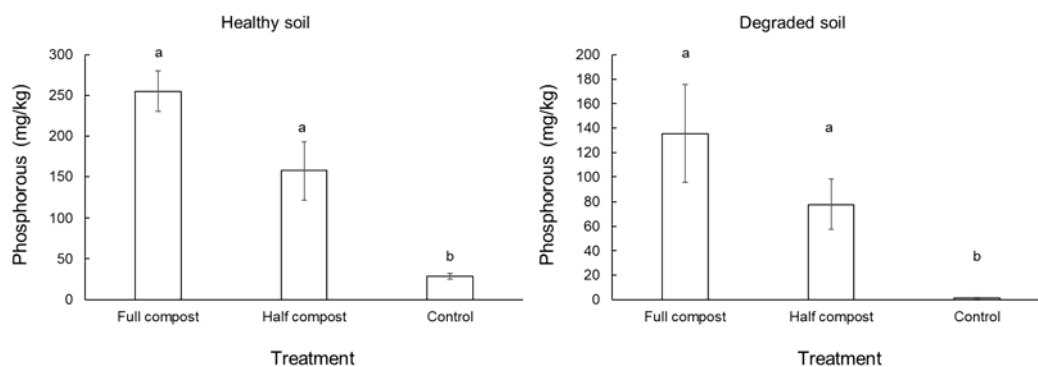 Healthy soil
Phosphorous (mg/kg)
300
250
200
150
100
50
0
a
a
b
Full compost
Half compost
Control
Treatment
Degraded soil
Phosphorous (mg/kg)
200
180
160
140
120
100
80
60
40
20
0
a
a
b
Full compost
Half compost
Control
Treatment